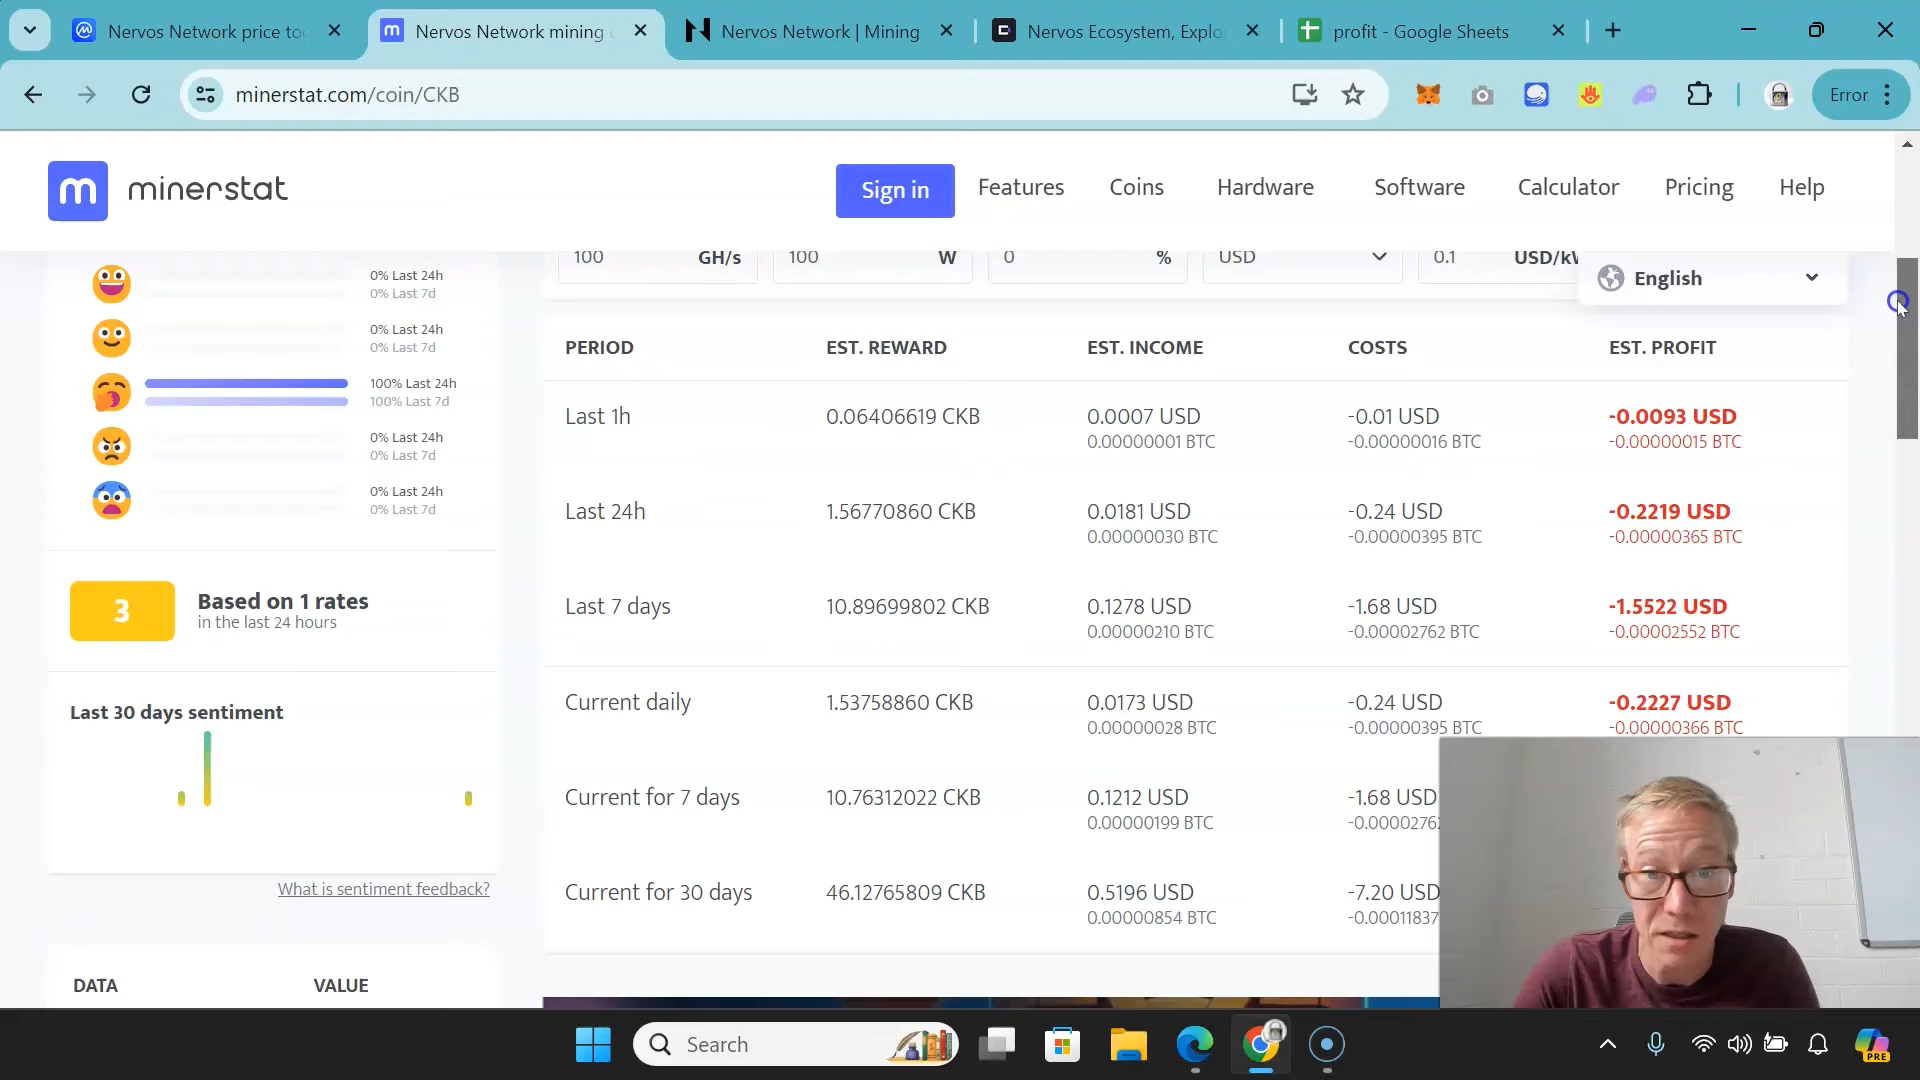 Nervos Network price to
Nervos Network mining
Nervos Network | Mining
Nervos Ecosystem, Explo
profit - Google Sheets
minerstat.com/coin/CKB
Error
m minerstat
Sign in
Features
Coins
Hardware
Software
Calculator
Pricing
Help
100 GH/s
100 W
0 %
USD
0.1 USD/kW
English
0% Last 24h
0% Last 7d
0% Last 24h
0% Last 7d
100% Last 24h
100% Last 7d
0% Last 24h
0% Last 7d
0% Last 24h
0% Last 7d
3
Based on 1 rates
in the last 24 hours
Last 30 days sentiment
What is sentiment feedback?
DATA VALUE
PERIOD EST. REWARD EST. INCOME COSTS EST. PROFIT
Last 1h 0.06406619 CKB 0.0007 USD -0.01 USD -0.0093 USD
0.00000001 BTC -0.00000016 BTC -0.00000015 BTC
Last 24h 1.56770860 CKB 0.0181 USD -0.24 USD -0.2219 USD
0.00000030 BTC -0.00000395 BTC -0.00000365 BTC
Last 7 days 10.89699802 CKB 0.1278 USD -1.68 USD -1.5522 USD
0.00000210 BTC -0.00002762 BTC -0.00002552 BTC
Current daily 1.53758860 CKB 0.0173 USD -0.24 USD -0.2227 USD
0.00000028 BTC -0.00000395 BTC -0.00000366 BTC
Current for 7 days 10.76312022 CKB 0.1212 USD -1.68 USD
0.00000199 BTC -0.00002762
Current for 30 days 46.12765809 CKB 0.5196 USD -7.20 USD
0.00000854 BTC -0.00011837
Search
PRE